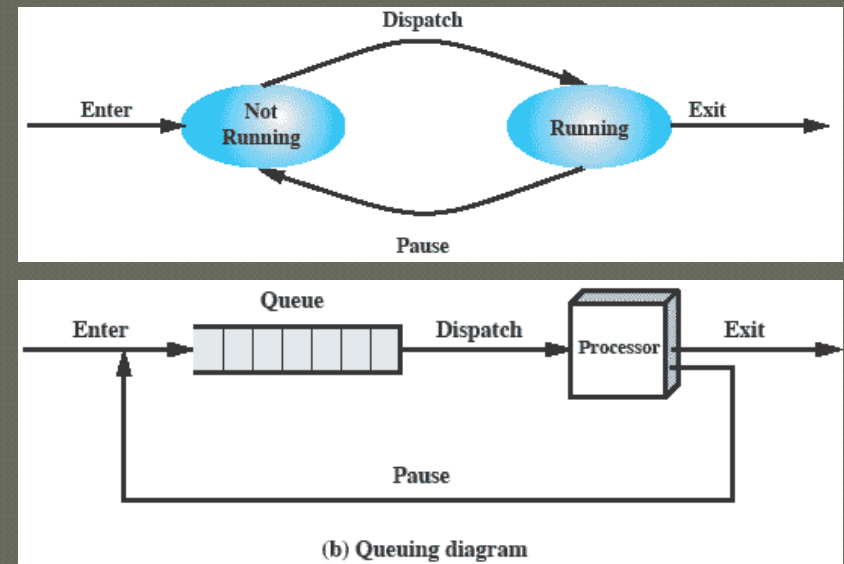 Dispatch
Enter
Not
Running
Running
Exit
Pause
Queue
Enter
Dispatch
Processor
Exit
Pause
(b) Queuing diagram